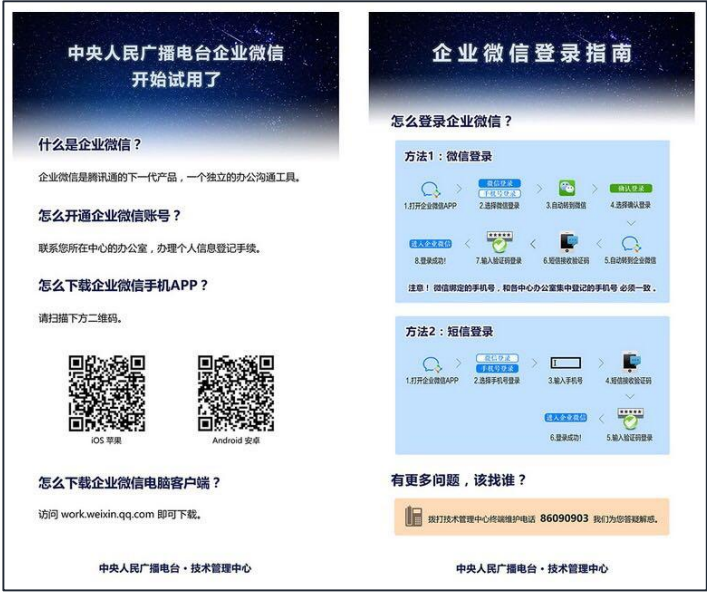 中央人民广播电台企业微信
开始试用了
什么是企业微信？
企业微信是腾讯通的下一代产品，一个独立的办公沟通工具。
怎么开通企业微信账号？
联系您所在中心的办公室，办理个人信息登记手续。
怎么下载企业微信手机APP？
请扫描下方二维码。
iOS 苹果
Android 安卓
怎么下载企业微信电脑客户端？
访问 work.weixin.qq.com 即可下载。
中央人民广播电台·技术管理中心
企业微信登录指南
怎么登录企业微信？
方法1：微信登录
微信登录
手机号登录
确认登录
1.打开企业微信APP
2.选择微信登录
3.自动转到微信
4.选择确认登录
进入企业微信
8.登录成功!
7.输入验证码登录
6.短信接收验证码
5.自动转到企业微信
注意！微信绑定的手机号，和各中心办公室集中登记的手机号 必须一致。
方法2：短信登录
微信登录
手机号登录
1.打开企业微信APP
2.选择手机号登录
3.输入手机号
4.短信接收验证码
进入企业微信
6.登录成功!
5.输入验证码登录
有更多问题，该找谁？
拨打技术管理中心终端维护电话 86090903 我们为您答疑解惑。
中央人民广播电台·技术管理中心